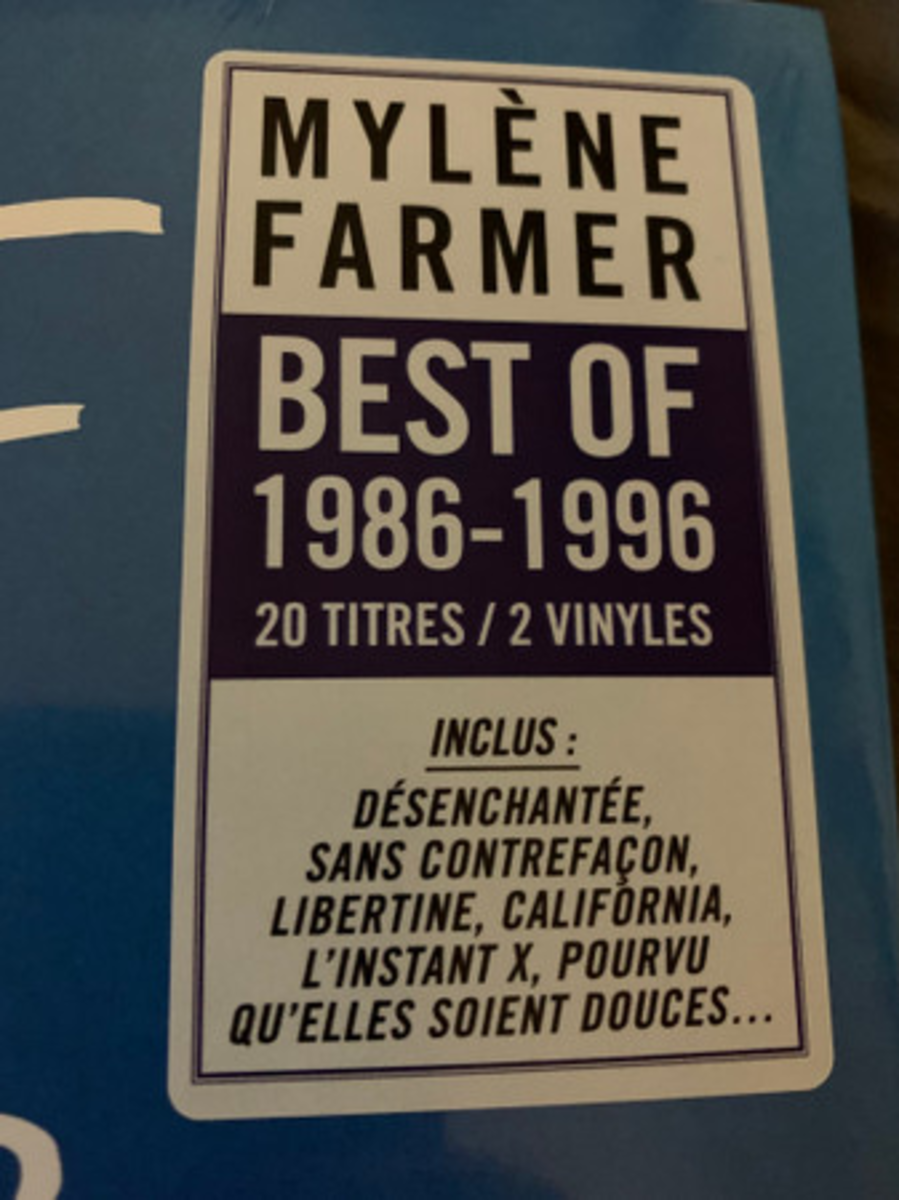 MYLÈNE
FARMER
BEST OF
1986-1996
20 TITRES / 2 VINYLES
INCLUS :
DÉSENCHANTÉE,
SANS CONTREFAÇON,
LIBERTINE, CALIFORNIA,
L'INSTANT X, POURVU
QU'ELLES SOIENT DOUCES...